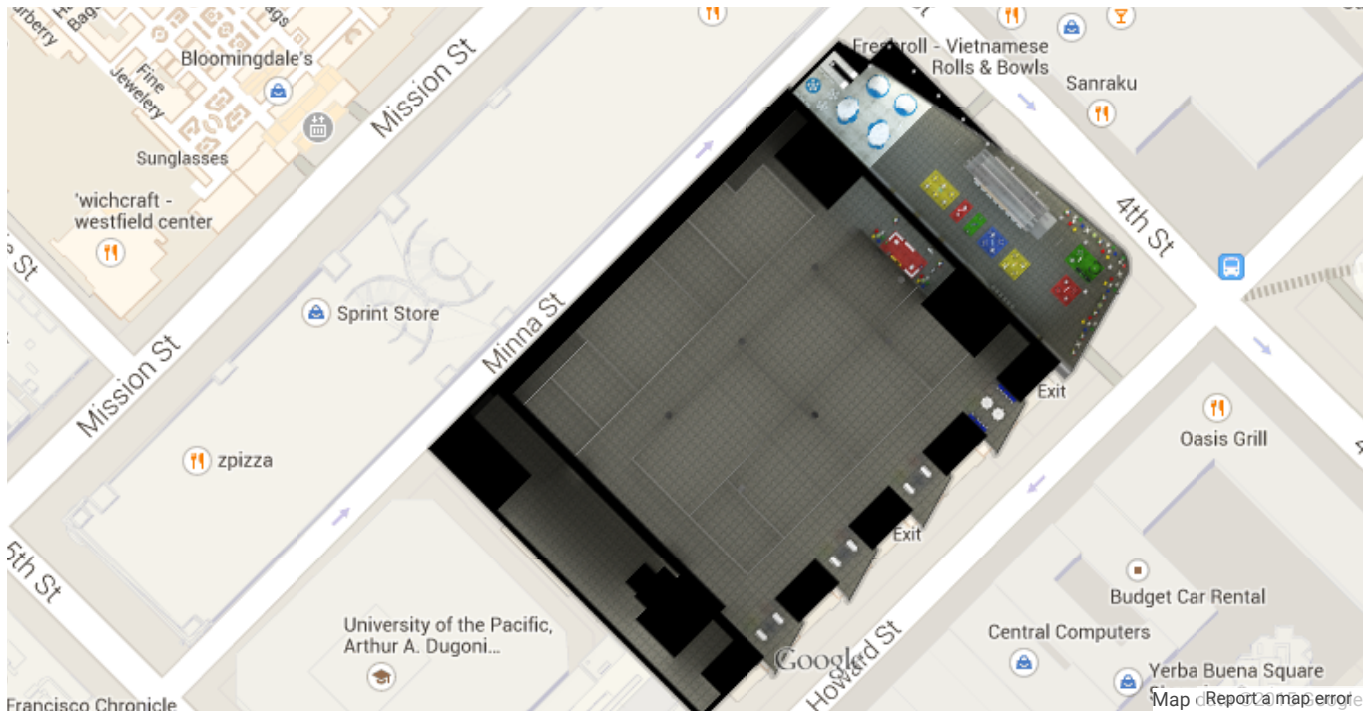 Bags
Bloomingdale's
Fine
Jewelery
Sunglasses
'wichcraft -
westfield center
Mission St
Freshroll - Vietnamese
Rolls & Bowls
Sanraku
4th St
Sprint Store
Minna St
Mission St
Exit
Oasis Grill
zpizza
Exit
5th St
Budget Car Rental
University of the Pacific,
Arthur A. Dugoni...
Central Computers
Howard St
Google
Yerba Buena Square
Francisco Chronicle
Map
Report a map error